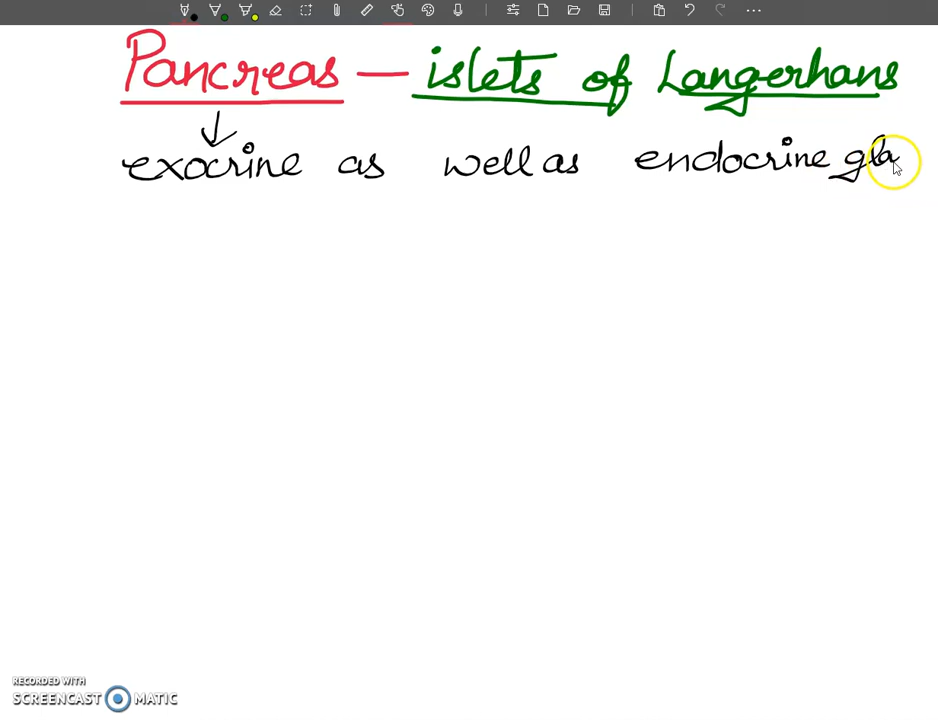 Pancreas — islets of Langerhans
↓
exocrine as well as endocrine gla
RECORDED WITH
SCREENCAST MATIC